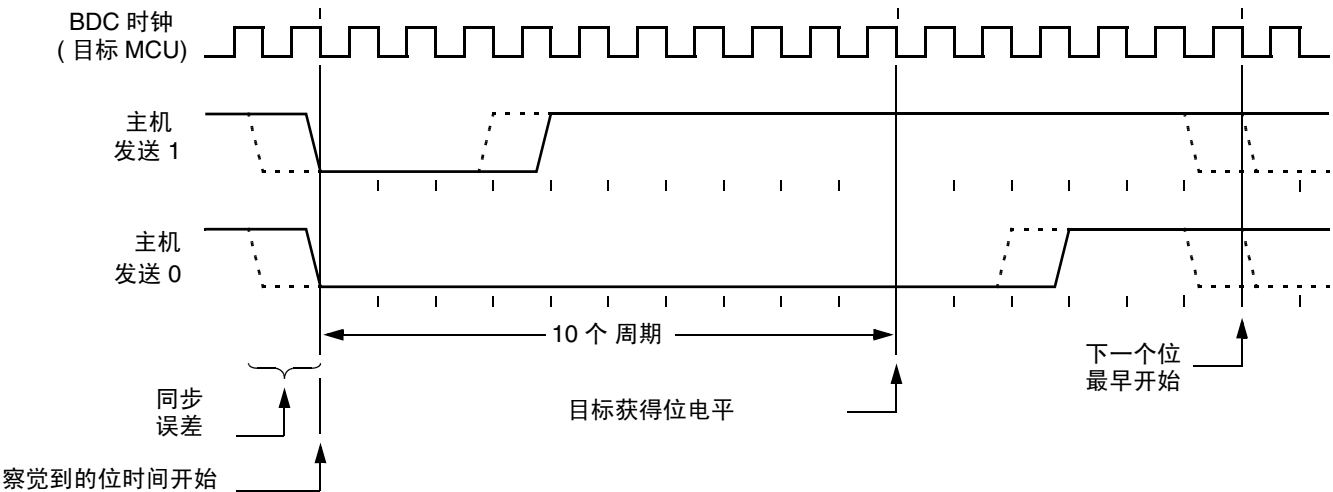 BDC 时钟
( 目标 MCU)
主机
发送 1
主机
发送 0
10 个 周期
下一个位
最早开始
同步
误差
目标获得位电平
察觉到的位时间开始